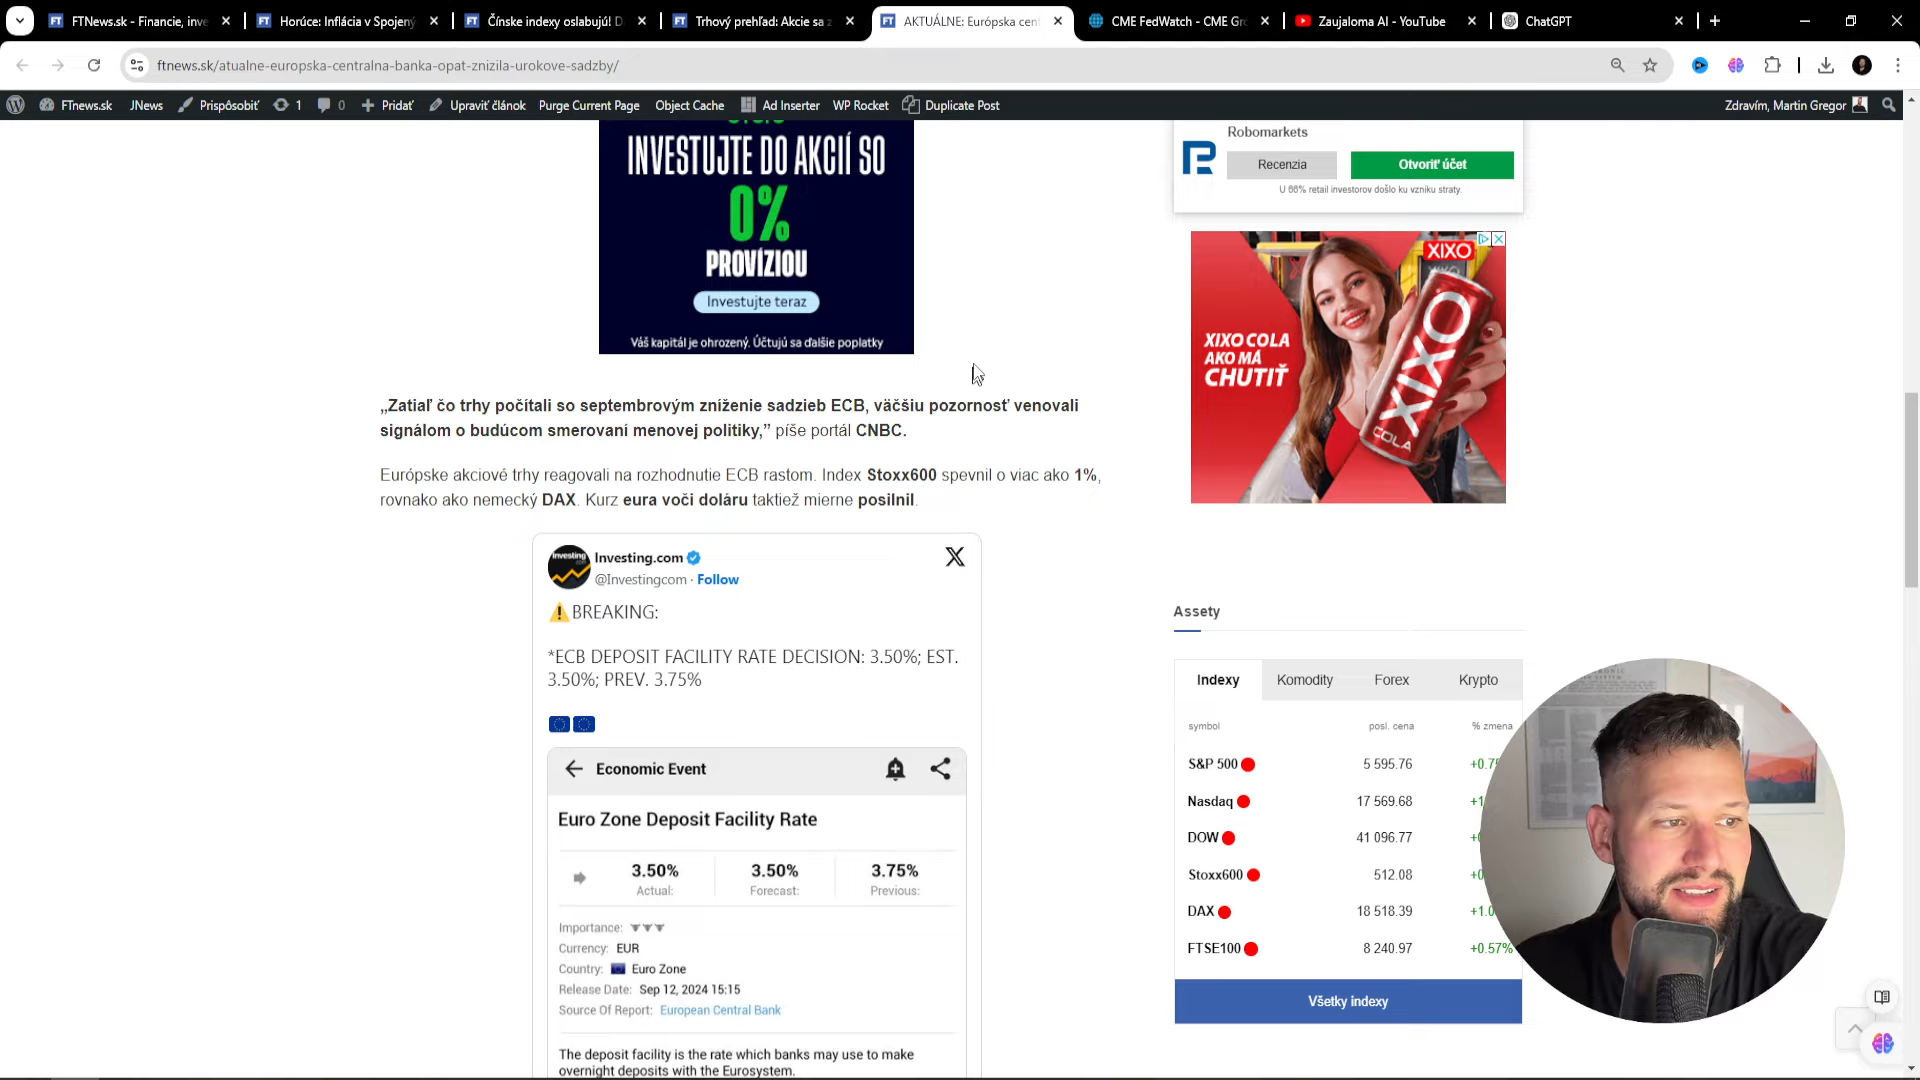 FTNews.sk - Financie, inve
Horúce: Inflácia v Spojený
Čínske indexy oslabujú! D
Trhový prehľad: Akcie sa z
AKTUÁLNE: Európska cent
CME FedWatch - CME Gro
Zaujaloma AI - YouTube
ChatGPT
ftnews.sk/atualne-europska-centralna-banka-opat-znizila-urokove-sadzby/
FTnews.sk JNews Prispôsobiť 1 0 Pridať Upraviť článok Purge Current Page Object Cache Ad Inserter WP Rocket Duplicate Post
Zdravím, Martin Gregor
INVESTUJTE DO AKCIÍ SO
0%
PROVÍZIOU
Investujte teraz
Váš kapitál je ohrozený. Účtujú sa ďalšie poplatky
„Zatiaľ čo trhy počítali so septembrovým zníženie sadzieb ECB, väčšiu pozornosť venovali
signálom o budúcom smerovaní menovej politiky,” píše portál CNBC.
Európske akciové trhy reagovali na rozhodnutie ECB rastom. Index Stoxx600 spevnil o viac ako 1%,
rovnako ako nemecký DAX. Kurz eura voči doláru taktiež mierne posilnil.
Investing.com
@Investingcom · Follow
⚠️BREAKING:
*ECB DEPOSIT FACILITY RATE DECISION: 3.50%; EST.
3.50%; PREV. 3.75%
Economic Event
Euro Zone Deposit Facility Rate
3.50% 3.50% 3.75%
Actual: Forecast: Previous:
Importance:
Currency: EUR
Country: Euro Zone
Release Date: Sep 12, 2024 15:15
Source Of Report: European Central Bank
The deposit facility is the rate which banks may use to make
overnight deposits with the Eurosystem.
Robomarkets
Recenzia
Otvoriť účet
U 66% retail investorov došlo ku vzniku straty.
XIXO
XIXO COLA
AKO MÁ
CHUTIŤ
XIXO
COLA
Assety
Indexy Komodity Forex Krypto
symbol posl. cena % zmena
S&P 500 5 595.76
Nasdaq 17 569.68
DOW 41 096.77
Stoxx600 512.08
DAX 18 518.39
FTSE100 8 240.97 +0.57%
Všetky indexy